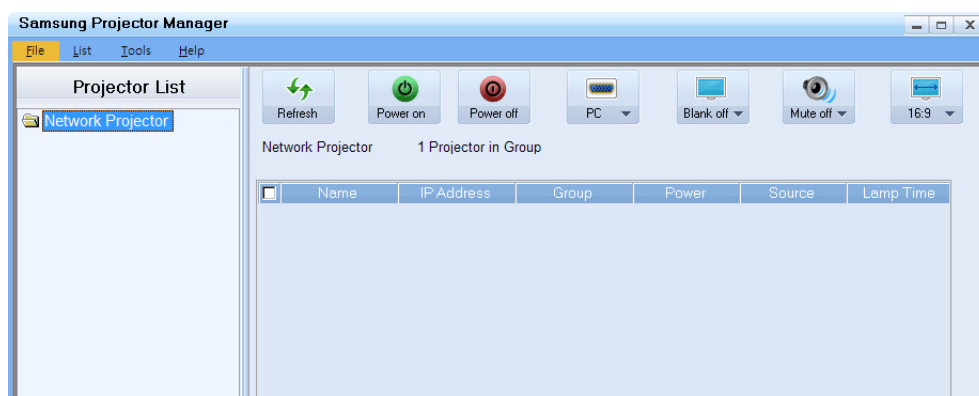 Samsung Projector Manager
File List Tools Help
Projector List
Network Projector
Refresh Power on Power off PC Blank off Mute off 16:9
Network Projector 1 Projector in Group
Name IP Address Group Power Source Lamp Time